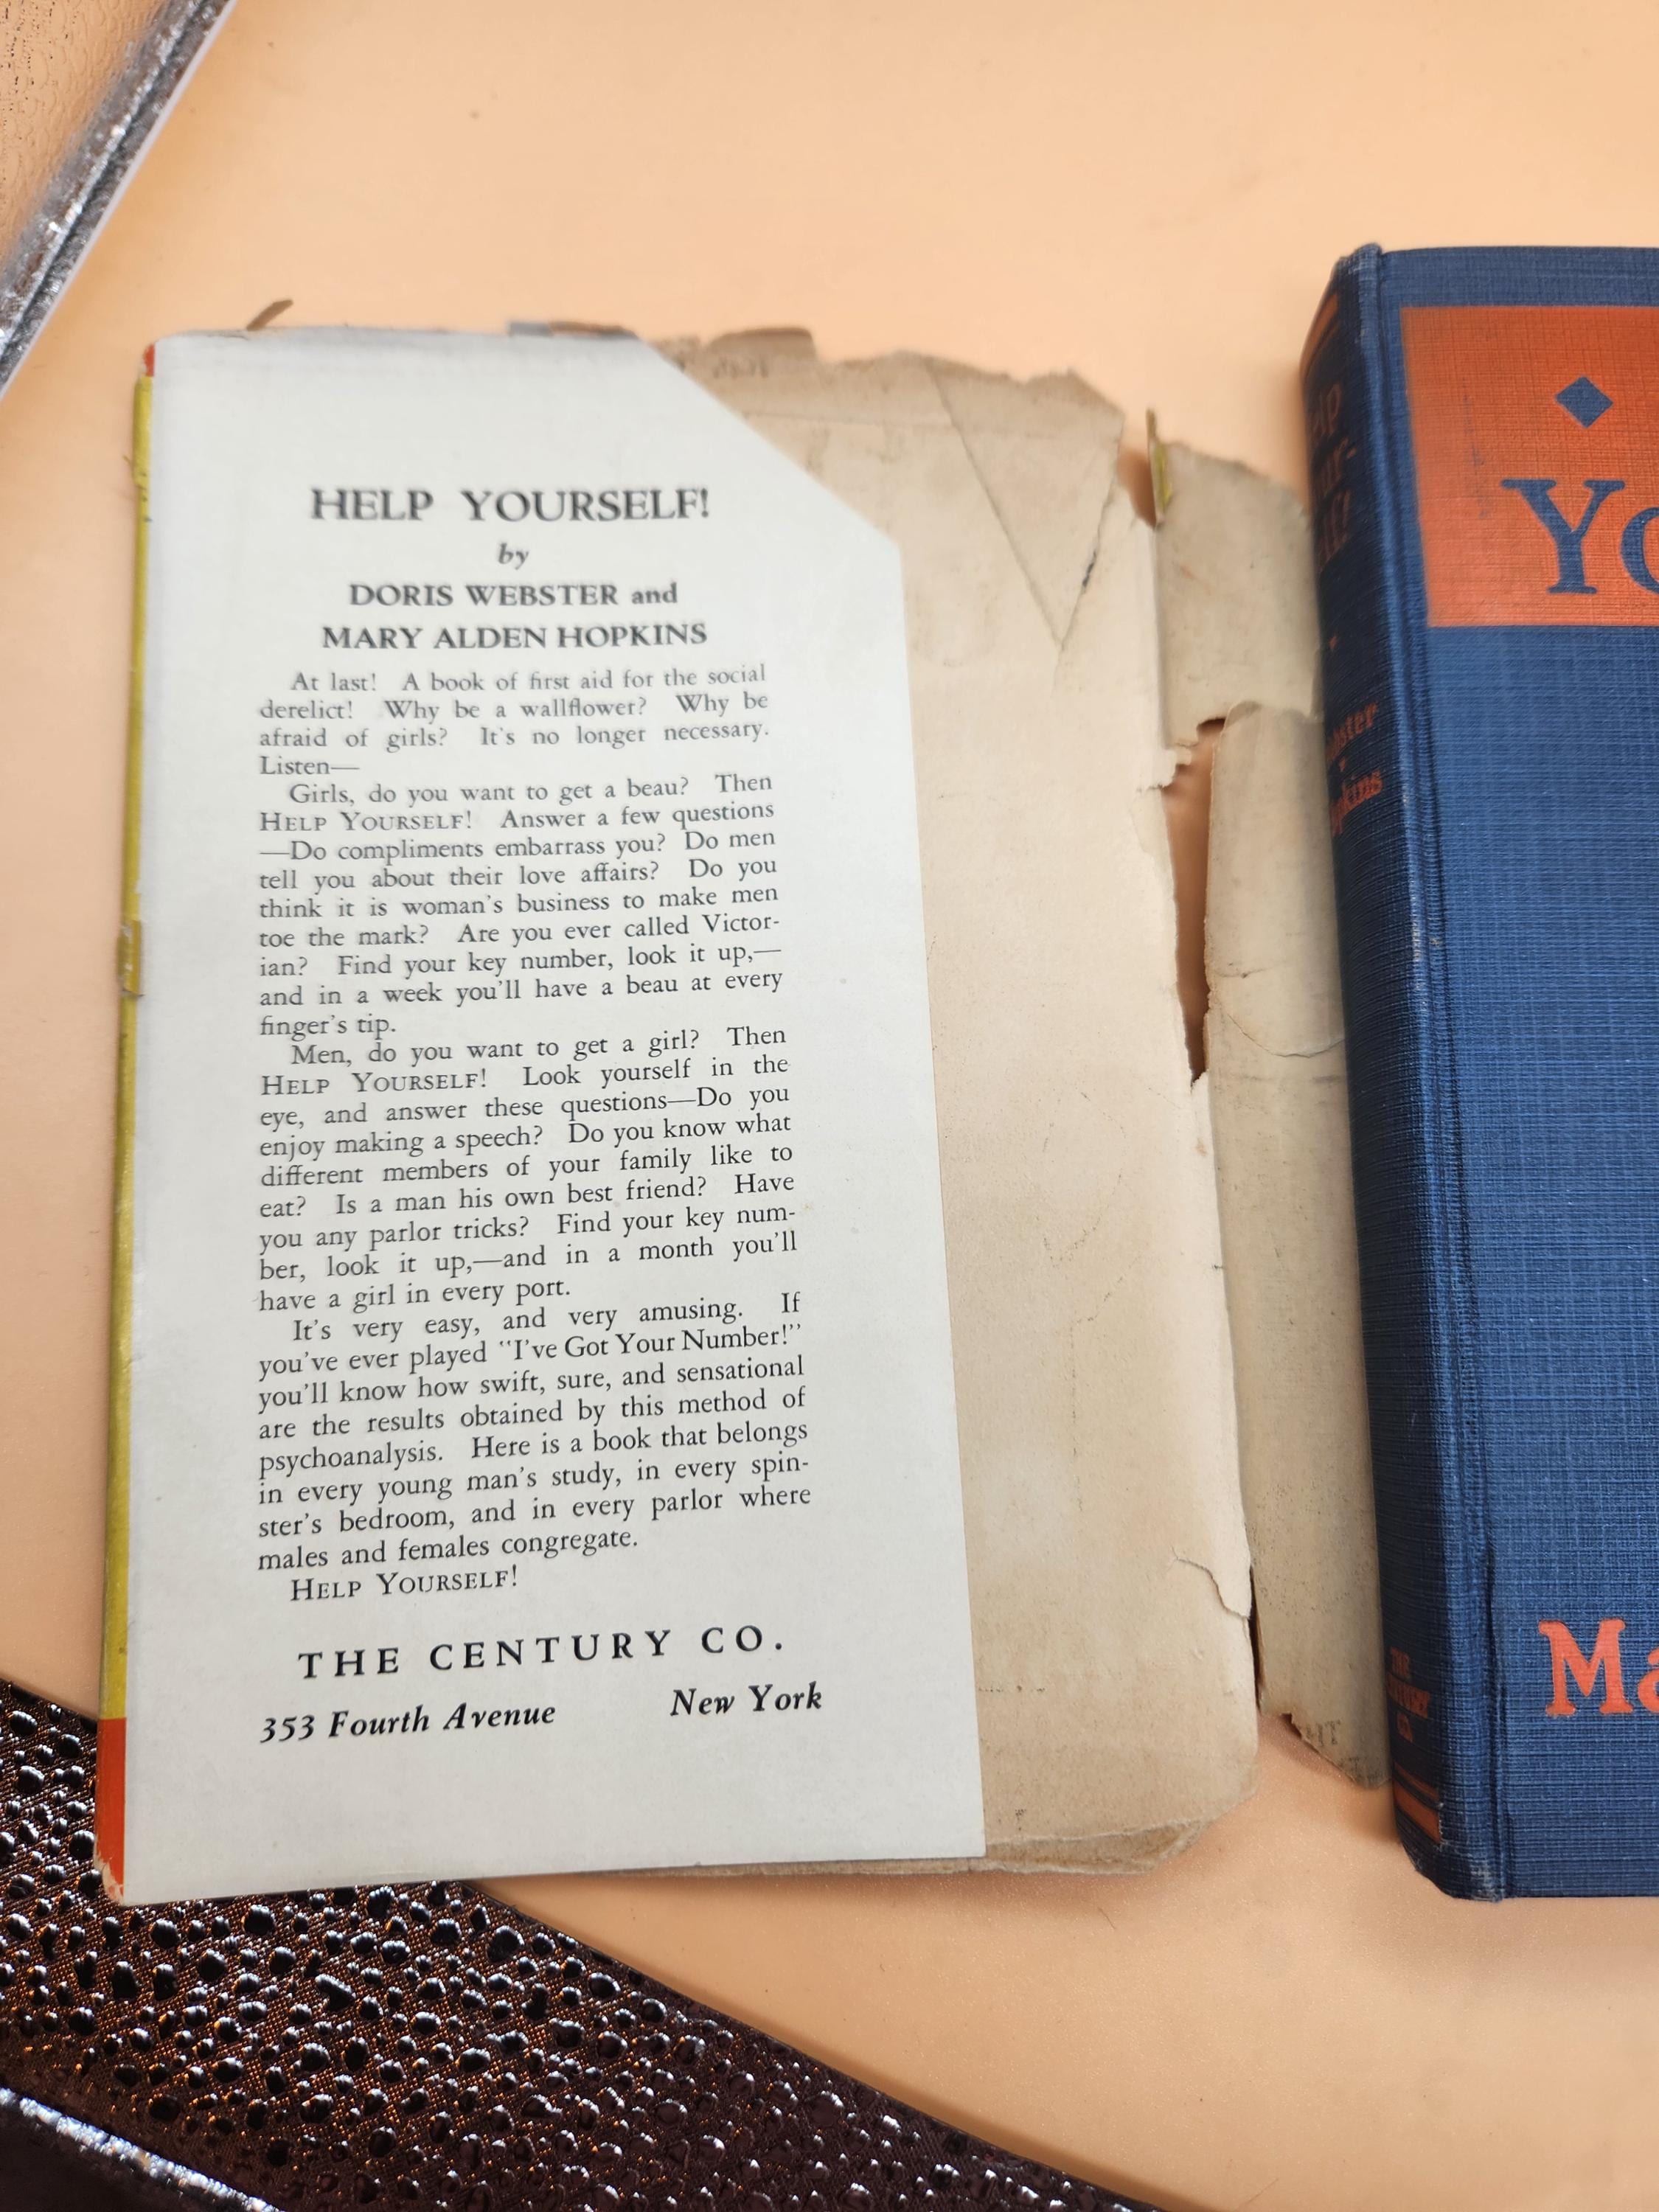 HELP YOURSELF!
by
DORIS WEBSTER and
MARY ALDEN HOPKINS
At last! A book of first aid for the social
derelict! Why be a wallflower? Why be
afraid of girls? It's no longer necessary.
Listen—
Girls, do you want to get a beau? Then
HELP YOURSELF! Answer a few questions
—Do compliments embarrass you? Do men
tell you about their love affairs? Do you
think it is woman's business to make men
toe the mark? Are you ever called Victor-
ian? Find your key number, look it up,—
and in a week you'll have a beau at every
finger's tip.
Men, do you want to get a girl? Then
HELP YOURSELF! Look yourself in the
eye, and answer these questions—Do you
enjoy making a speech? Do you know what
different members of your family like to
eat? Is a man his own best friend? Have
you any parlor tricks? Find your key num-
ber, look it up,—and in a month you'll
have a girl in every port.
It's very easy, and very amusing. If
you've ever played "I've Got Your Number!"
you'll know how swift, sure, and sensational
are the results obtained by this method of
psychoanalysis. Here is a book that belongs
in every young man's study, in every spin-
ster's bedroom, and in every parlor where
males and females congregate.
HELP YOURSELF!
THE CENTURY CO.
353 Fourth Avenue New York
Yo
Ma
THE
CENTURY
CO.